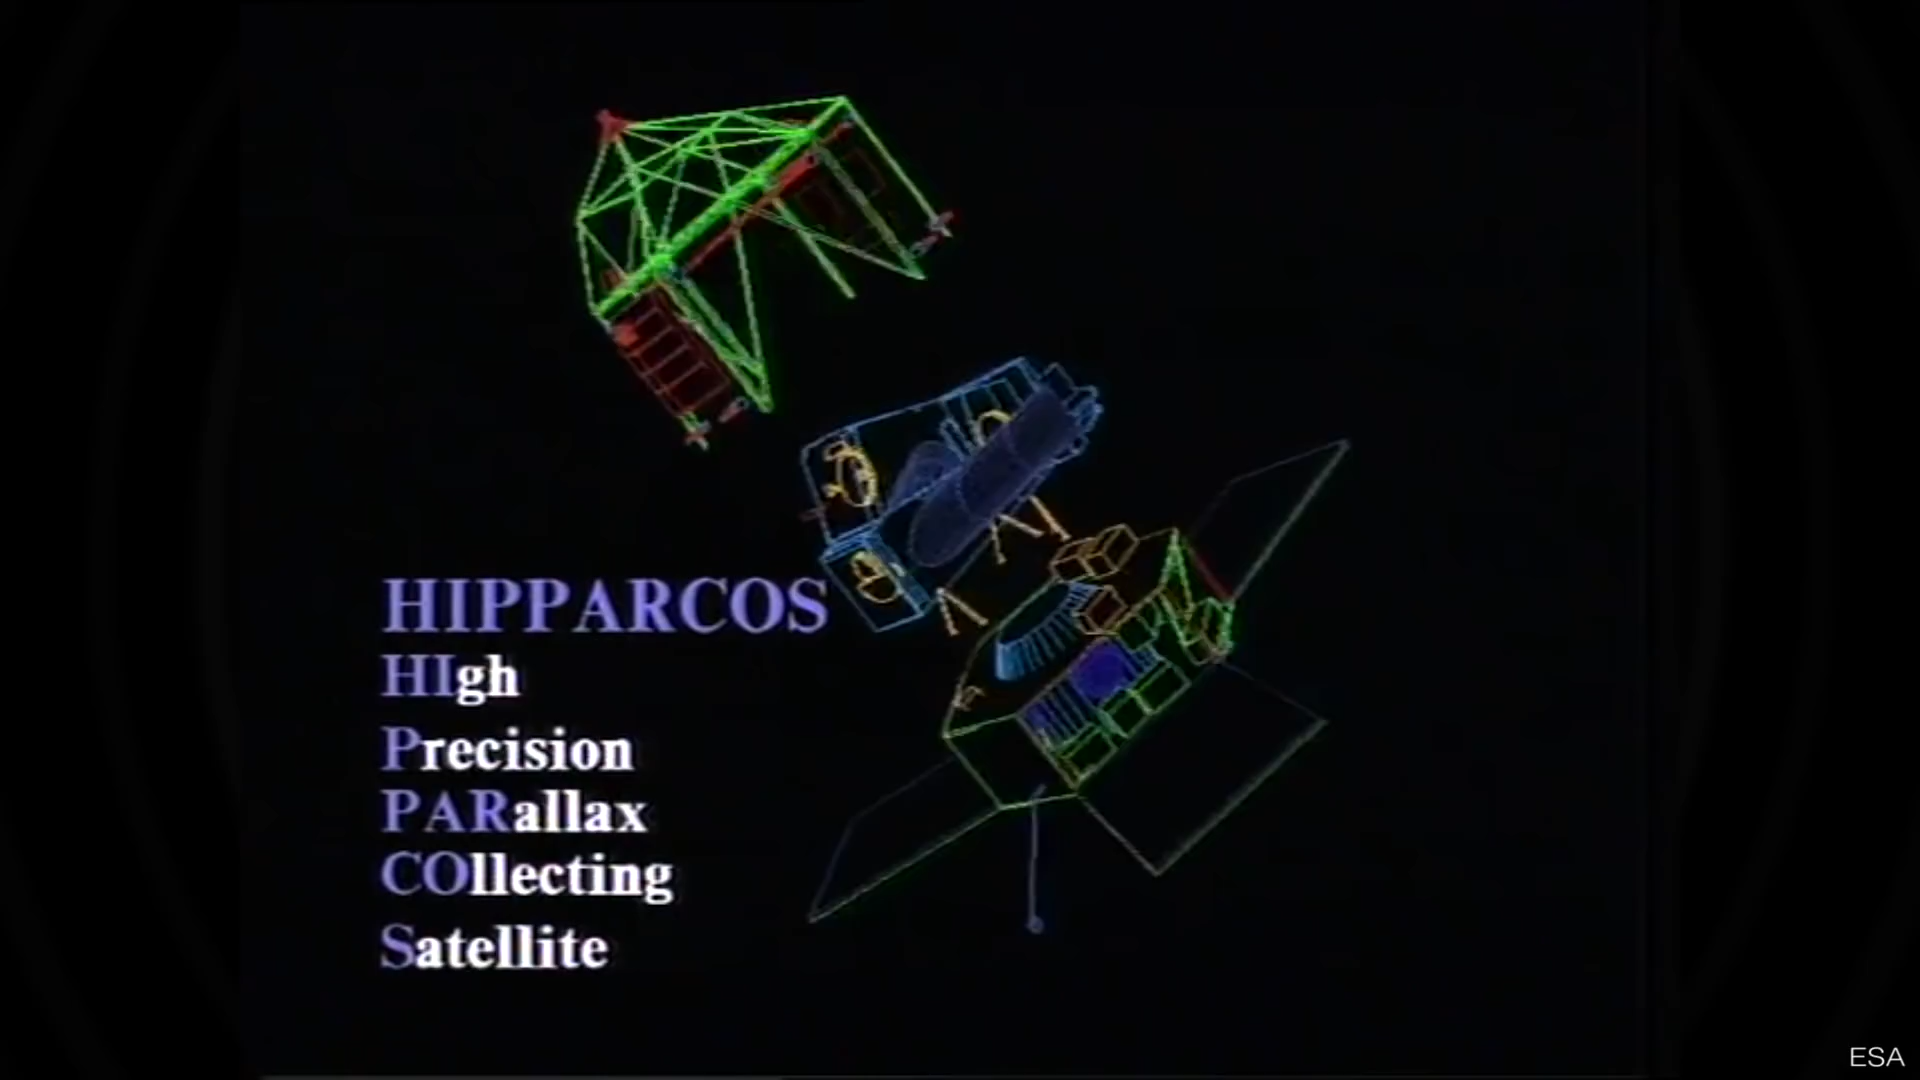 HIPPARCOS
HIgh
Precision
PARallax
COllecting
Satellite
ESA